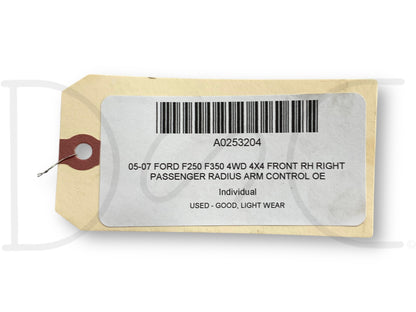 A0253204
05-07 FORD F250 F350 4WD 4X4 FRONT RH RIGHT
PASSENGER RADIUS ARM CONTROL OE
Individual
USED - GOOD, LIGHT WEAR